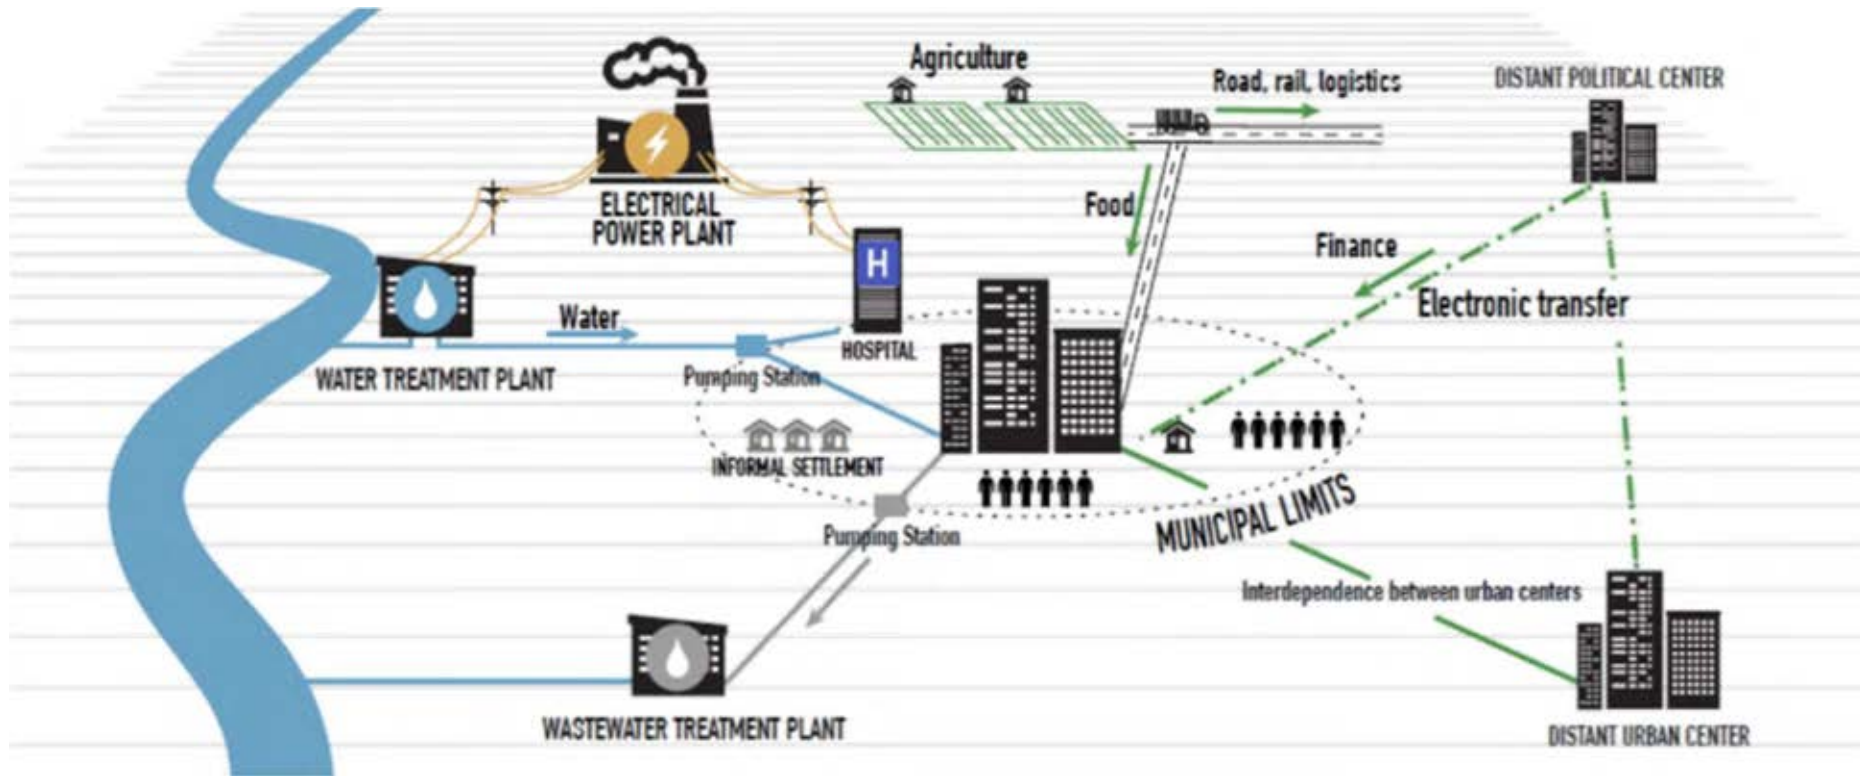 Agriculture
Road, rail, logistics
DISTANT POLITICAL CENTER
ELECTRICAL
POWER PLANT
Food
Finance
H
Electronic transfer
Water
HOSPITAL
WATER TREATMENT PLANT
Pumping Station
INFORMAL SETTLEMENT
MUNICIPAL LIMITS
Pumping Station
Interdependence between urban centers
WASTEWATER TREATMENT PLANT
DISTANT URBAN CENTER